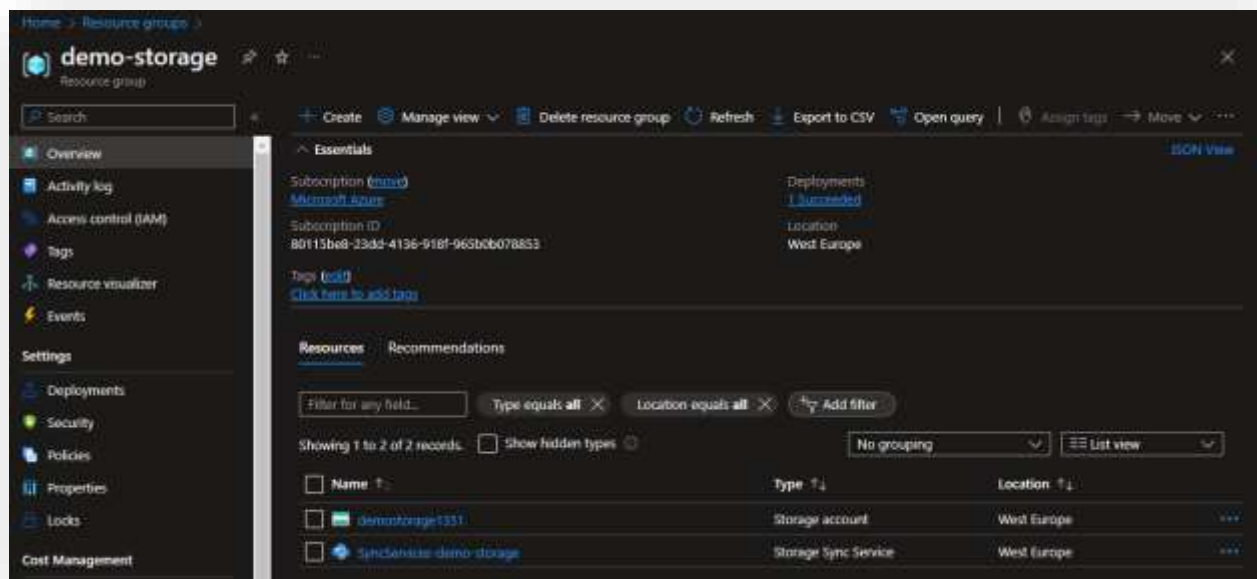 Home > Resource groups >
demo-storage
Resource group
Search
Create Manage view Delete resource group Refresh Export to CSV Open query Assign tags Move
Overview
Activity log
Access control (IAM)
Tags
Resource visualizer
Events
Settings
Deployments
Security
Policies
Properties
Locks
Cost Management
Essentials
JSON View
Subscription (move)
Microsoft Azure
Deployments
1 Succeeded
Subscription ID
80115be8-23dd-4136-918f-965b0b078853
Location
West Europe
Tags (edit)
Click here to add tags
Resources Recommendations
Filter for any field...
Type equals all
Location equals all
Add filter
Showing 1 to 2 of 2 records.
Show hidden types
No grouping
List view
Name Type Location
demostorage1331 Storage account West Europe
SyncServices-demo-storage Storage Sync Service West Europe